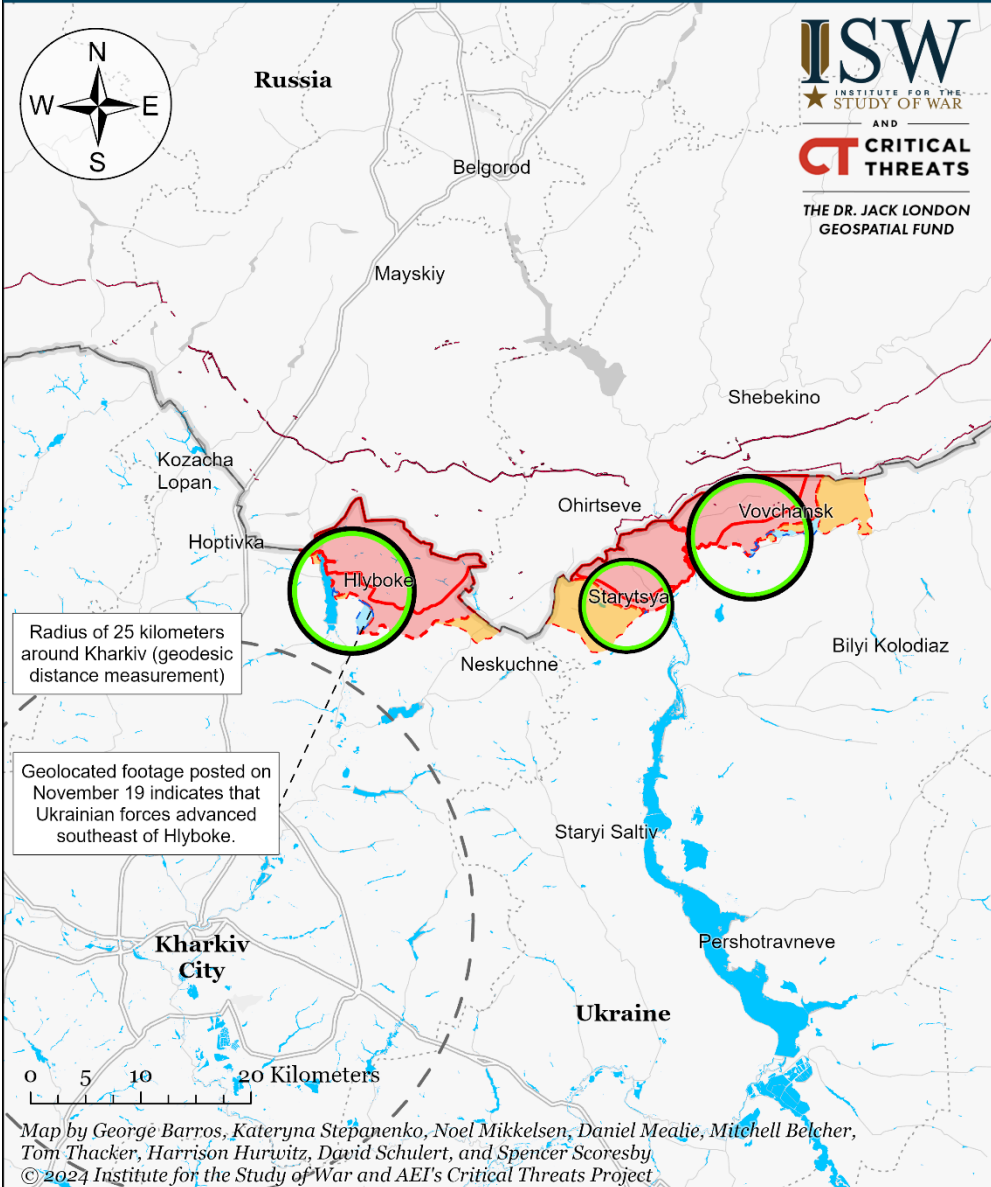 N
W
E
S
Russia
ISW
INSTITUTE FOR THE
STUDY OF WAR
AND
CT CRITICAL
THREATS
THE DR. JACK LONDON
GEOSPATIAL FUND
Belgorod
Mayskiy
Shebekino
Kozacha
Lopan
Ohirtseve
Vovchansk
Hoptivka
Hlyboke
Starytsya
Radius of 25 kilometers
around Kharkiv (geodesic
distance measurement)
Neskuchne
Bilyi Kolodiaz
Geolocated footage posted on
November 19 indicates that
Ukrainian forces advanced
southeast of Hlyboke.
Staryi Saltiv
Kharkiv
City
Pershotravneve
Ukraine
0 5 10 20 Kilometers
Map by George Barros, Kateryna Stepanenko, Noel Mikkelsen, Daniel Mealie, Mitchell Belcher,
Tom Thacker, Harrison Hurwitz, David Schulert, and Spencer Scoresby
© 2024 Institute for the Study of War and AEI's Critical Threats Project